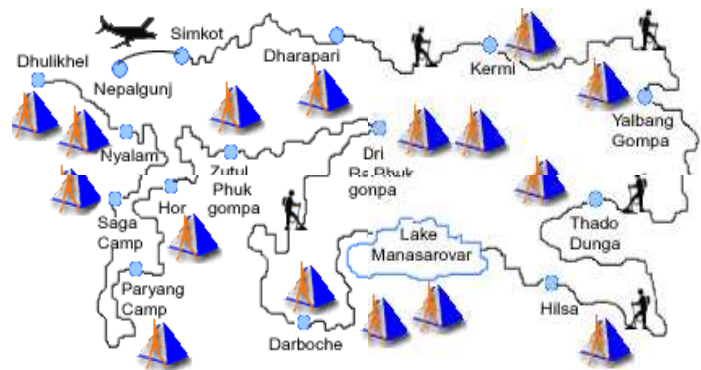 Simkot
Dhulikhel
Nepalgunj
Dharapari
Kermi
Yalbang
Gompa
Nyalam
Zutul
Phuk
gompa
Dri
gonpa
Hor
Saga
Camp
Lake
Manasarovar
Thado
Dunga
Paryang
Camp
Hilsa
Darboche